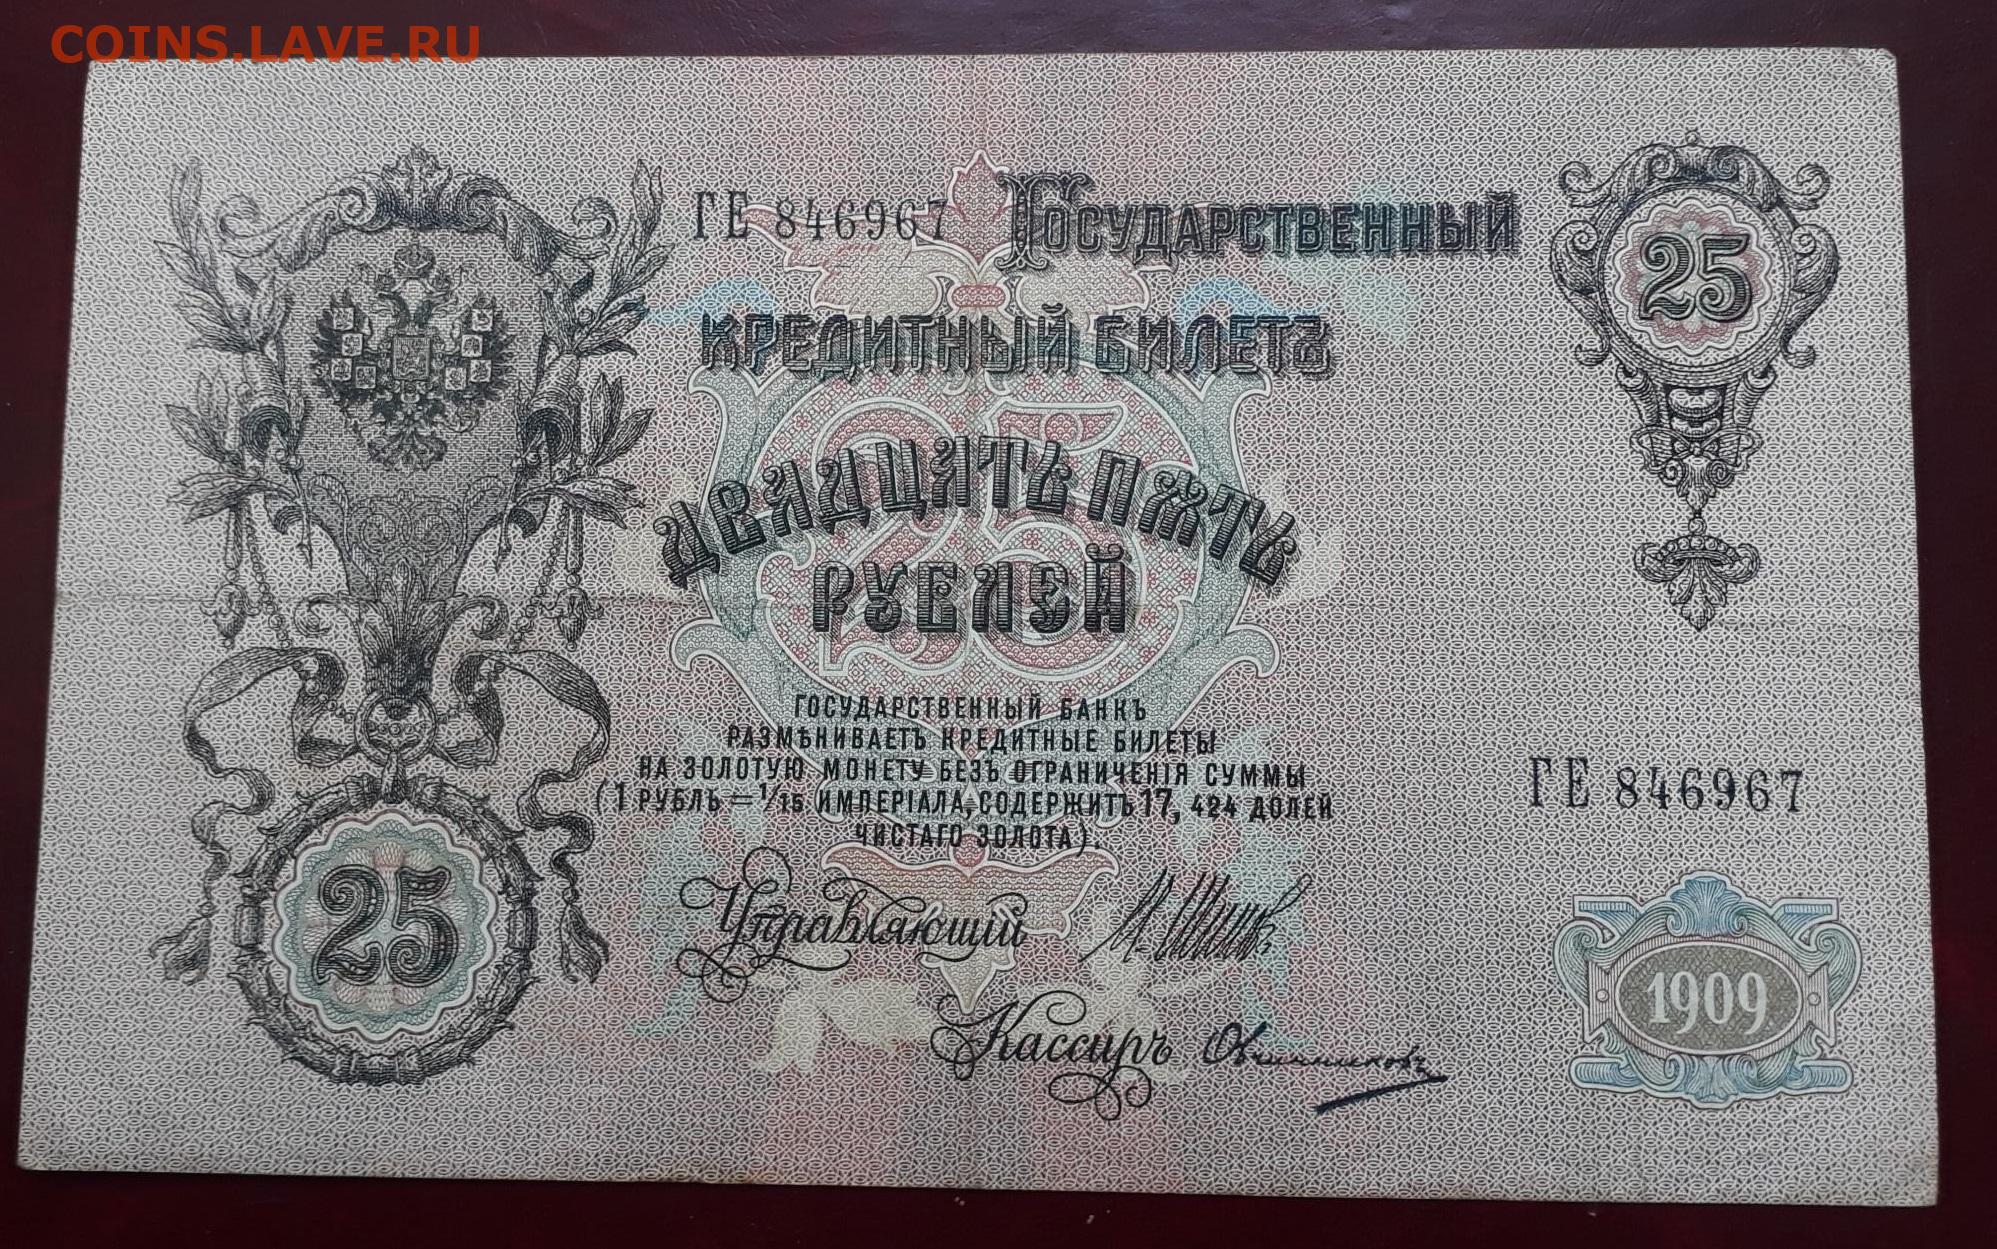 COINS.LAVE.RU
ГЕ 846967 Государственный
25
Кредитный Билетъ
ДВАДЦАТЬ ПЯТЬ
РУБЛЕЙ
ГОСУДАРСТВЕННЫЙ БАНКЪ
РАЗМѢНИВАЕТЪ КРЕДИТНЫЕ БИЛЕТЫ
НА ЗОЛОТУЮ МОНЕТУ БЕЗЪ ОГРАНИЧЕНІЯ СУММЫ
(1 РУБЛЬ = 1/15 ИМПЕРІАЛА, СОДЕРЖИТЪ 17, 424 ДОЛЕЙ
ЧИСТАГО ЗОЛОТА).
ГЕ 846967
25
25
Управляющій И. Шиповъ
1909
Кассиръ Овчинниковъ